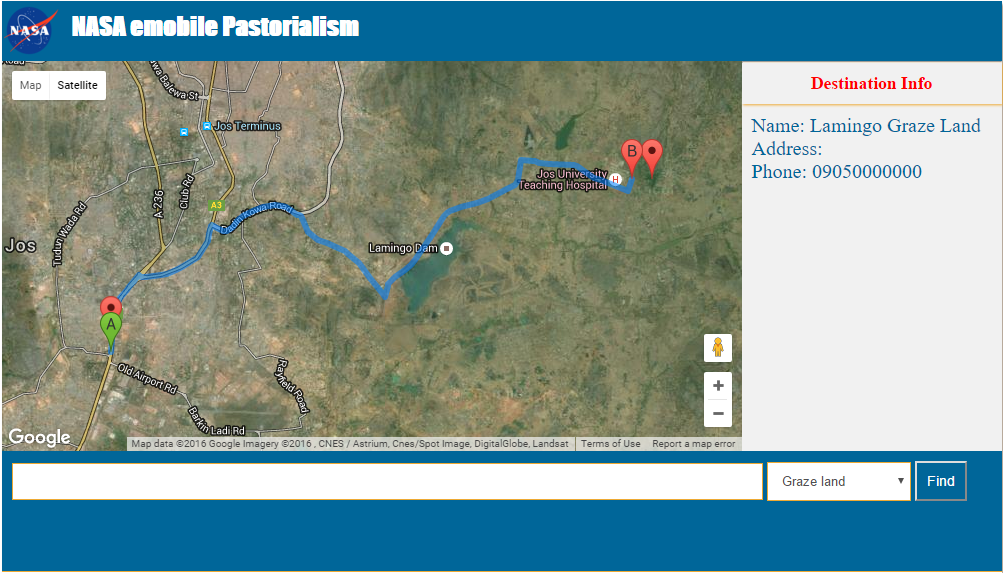 NASA
NASA emobile Pastorialism
Map
Satellite
wa Balewa St
Jos Terminus
A-236
Club Rd
A3
Dadin Kowa Road
Tudun Wada Rd
Jos
Jos University
Teaching Hospital
H
B
Lamingo Dam
A
Old Airport Rd
Barkin Ladi Rd
Rayfield Road
Google
Map data ©2016 Google Imagery ©2016 , CNES / Astrium, Cnes/Spot Image, DigitalGlobe, Landsat
Terms of Use
Report a map error
Destination Info
Name: Lamingo Graze Land
Address:
Phone: 09050000000
Graze land
Find